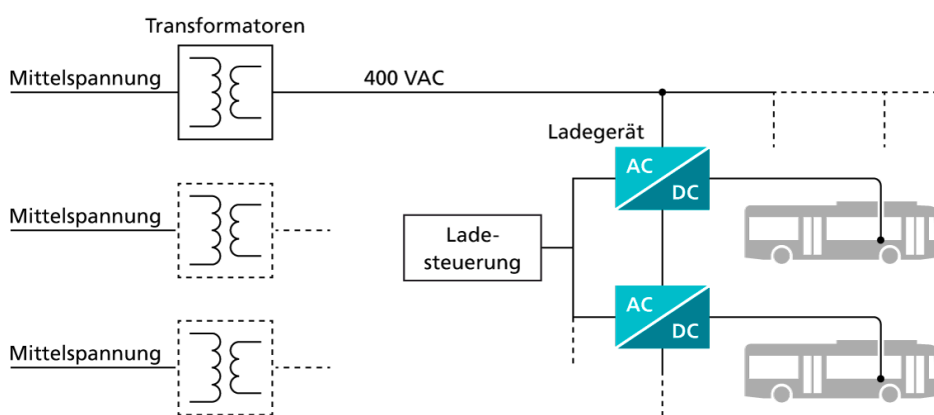 Transformatoren
Mittelspannung
400 VAC
Ladegerät
AC
DC
Mittelspannung
Lade-
steuerung
AC
DC
Mittelspannung